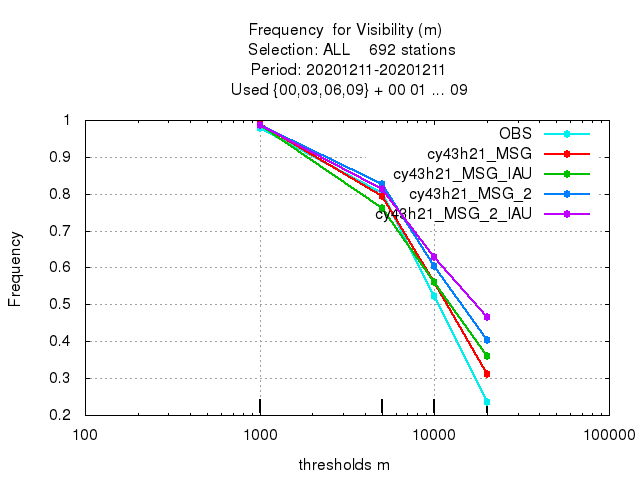 Frequency  for Visibility (m)
Selection: ALL    692 stations
Period: 20201211-20201211
Used {00,03,06,09} + 00 01 ... 09
1
0.9
0.8
0.7
0.6
0.5
0.4
0.3
0.2
Frequency
OBS
cy43h21_MSG
cy43h21_MSG_IAU
cy43h21_MSG_2
cy43h21_MSG_2_IAU
100
1000
10000
100000
thresholds m